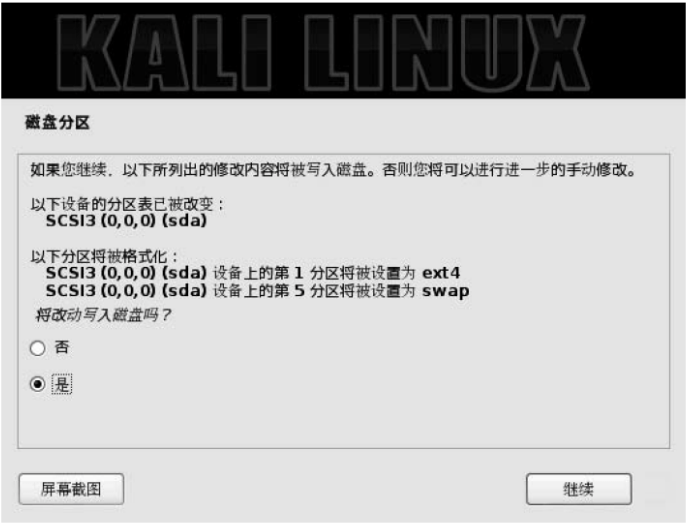 KALI LINUX
磁盘分区
如果您继续，以下所列出的修改内容将被写入磁盘。否则您将可以进行进一步的手动修改。
以下设备的分区表已被改变：
SCSI3 (0,0,0) (sda)
以下分区将被格式化：
SCSI3 (0,0,0) (sda) 设备上的第 1 分区将被设置为 ext4
SCSI3 (0,0,0) (sda) 设备上的第 5 分区将被设置为 swap
将改动写入磁盘吗？
否
是
屏幕截图
继续